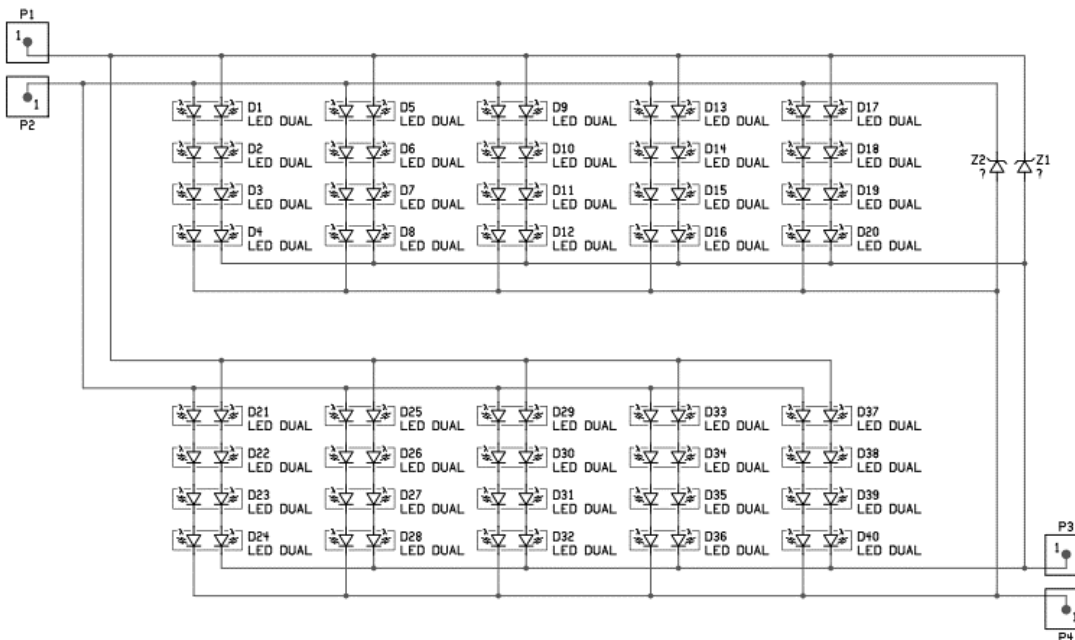 P1
1
1
P2
D1 D5 D9 D13 D17
LED DUAL LED DUAL LED DUAL LED DUAL LED DUAL
D2 D6 D10 D14 D18
LED DUAL LED DUAL LED DUAL LED DUAL LED DUAL
Z2 Z1
? ?
D3 D7 D11 D15 D19
LED DUAL LED DUAL LED DUAL LED DUAL LED DUAL
D4 D8 D12 D16 D20
LED DUAL LED DUAL LED DUAL LED DUAL LED DUAL
D21 D25 D29 D33 D37
LED DUAL LED DUAL LED DUAL LED DUAL LED DUAL
D22 D26 D30 D34 D38
LED DUAL LED DUAL LED DUAL LED DUAL LED DUAL
D23 D27 D31 D35 D39
LED DUAL LED DUAL LED DUAL LED DUAL LED DUAL
D24 D28 D32 D36 D40
LED DUAL LED DUAL LED DUAL LED DUAL LED DUAL
P3
1
1
P4